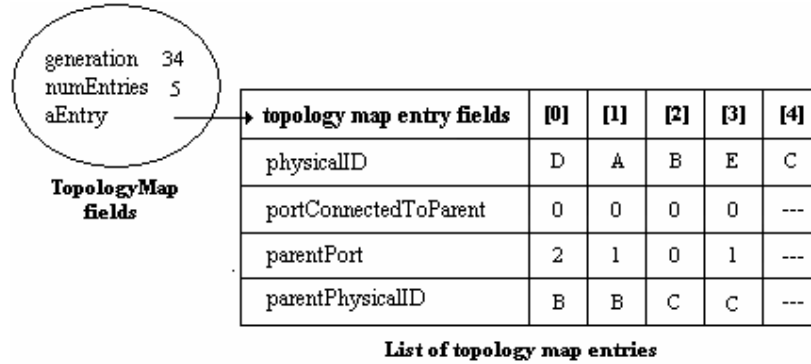 generation 34
numEntries 5
aEntry
TopologyMap
fields
topology map entry fields [0] [1] [2] [3] [4]
physicalID D A B E C
portConnectedToParent 0 0 0 0 ---
parentPort 2 1 0 1 ---
parentPhysicalID B B C C ---
List of topology map entries